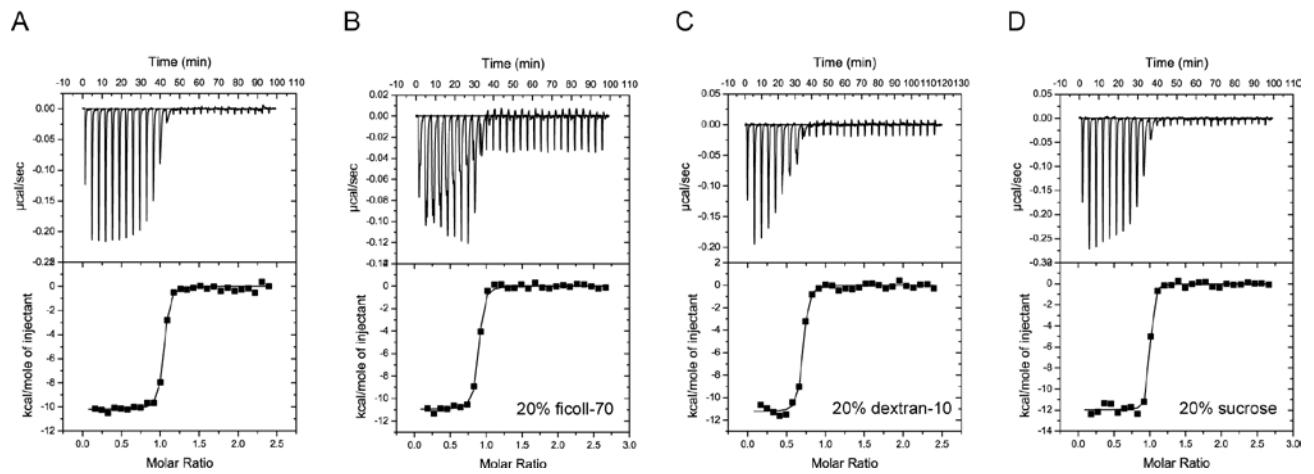 A
Time (min)
-10 0 10 20 30 40 50 60 70 80 90 100 110
0.00
-0.05
-0.10
-0.15
-0.20
µcal/sec
0
-2
-4
-6
-8
-10
-12
kcal/mole of injectant
0.0 0.5 1.0 1.5 2.0 2.5
Molar Ratio
B
Time (min)
-10 0 10 20 30 40 50 60 70 80 90 100 110
0.02
0.00
-0.02
-0.04
-0.06
-0.08
-0.10
-0.12
µcal/sec
0
-2
-4
-6
-8
-10
-12
kcal/mole of injectant
20% ficoll-70
0.0 0.5 1.0 1.5 2.0 2.5 3.0
Molar Ratio
C
Time (min)
-10 0 10 20 30 40 50 60 70 80 90 100 110 120 130
0.05
0.00
-0.05
-0.10
-0.15
-0.20
µcal/sec
2
0
-2
-4
-6
-8
-10
-12
kcal/mole of injectant
20% dextran-10
0.0 0.5 1.0 1.5 2.0 2.5
Molar Ratio
D
Time (min)
-10 0 10 20 30 40 50 60 70 80 90 100 110
0.05
0.00
-0.05
-0.10
-0.15
-0.20
-0.25
µcal/sec
0
-2
-4
-6
-8
-10
-12
-14
kcal/mole of injectant
20% sucrose
0.0 0.5 1.0 1.5 2.0 2.5 3.0
Molar Ratio